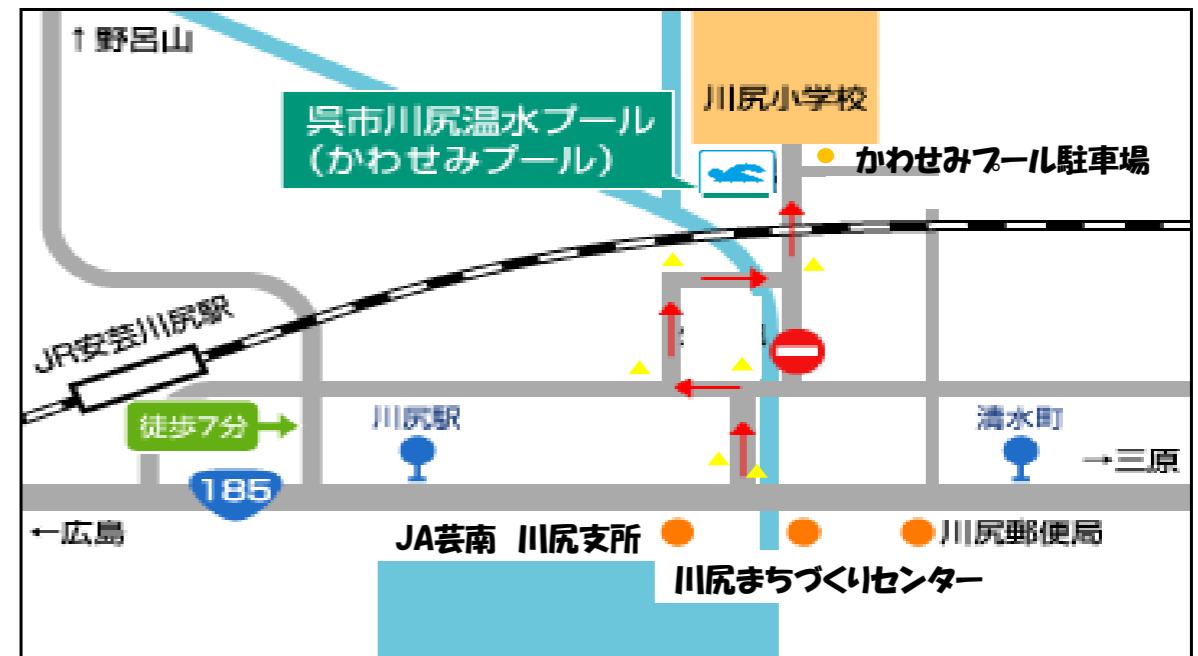 ↑野呂山
川尻小学校
呉市川尻温水プール
(かわせみプール)
かわせみプール駐車場
JR安芸川尻駅
徒歩7分→
川尻駅
清水町
→三原
185
←広島
JA芸南 川尻支所
川尻郵便局
川尻まちづくりセンター